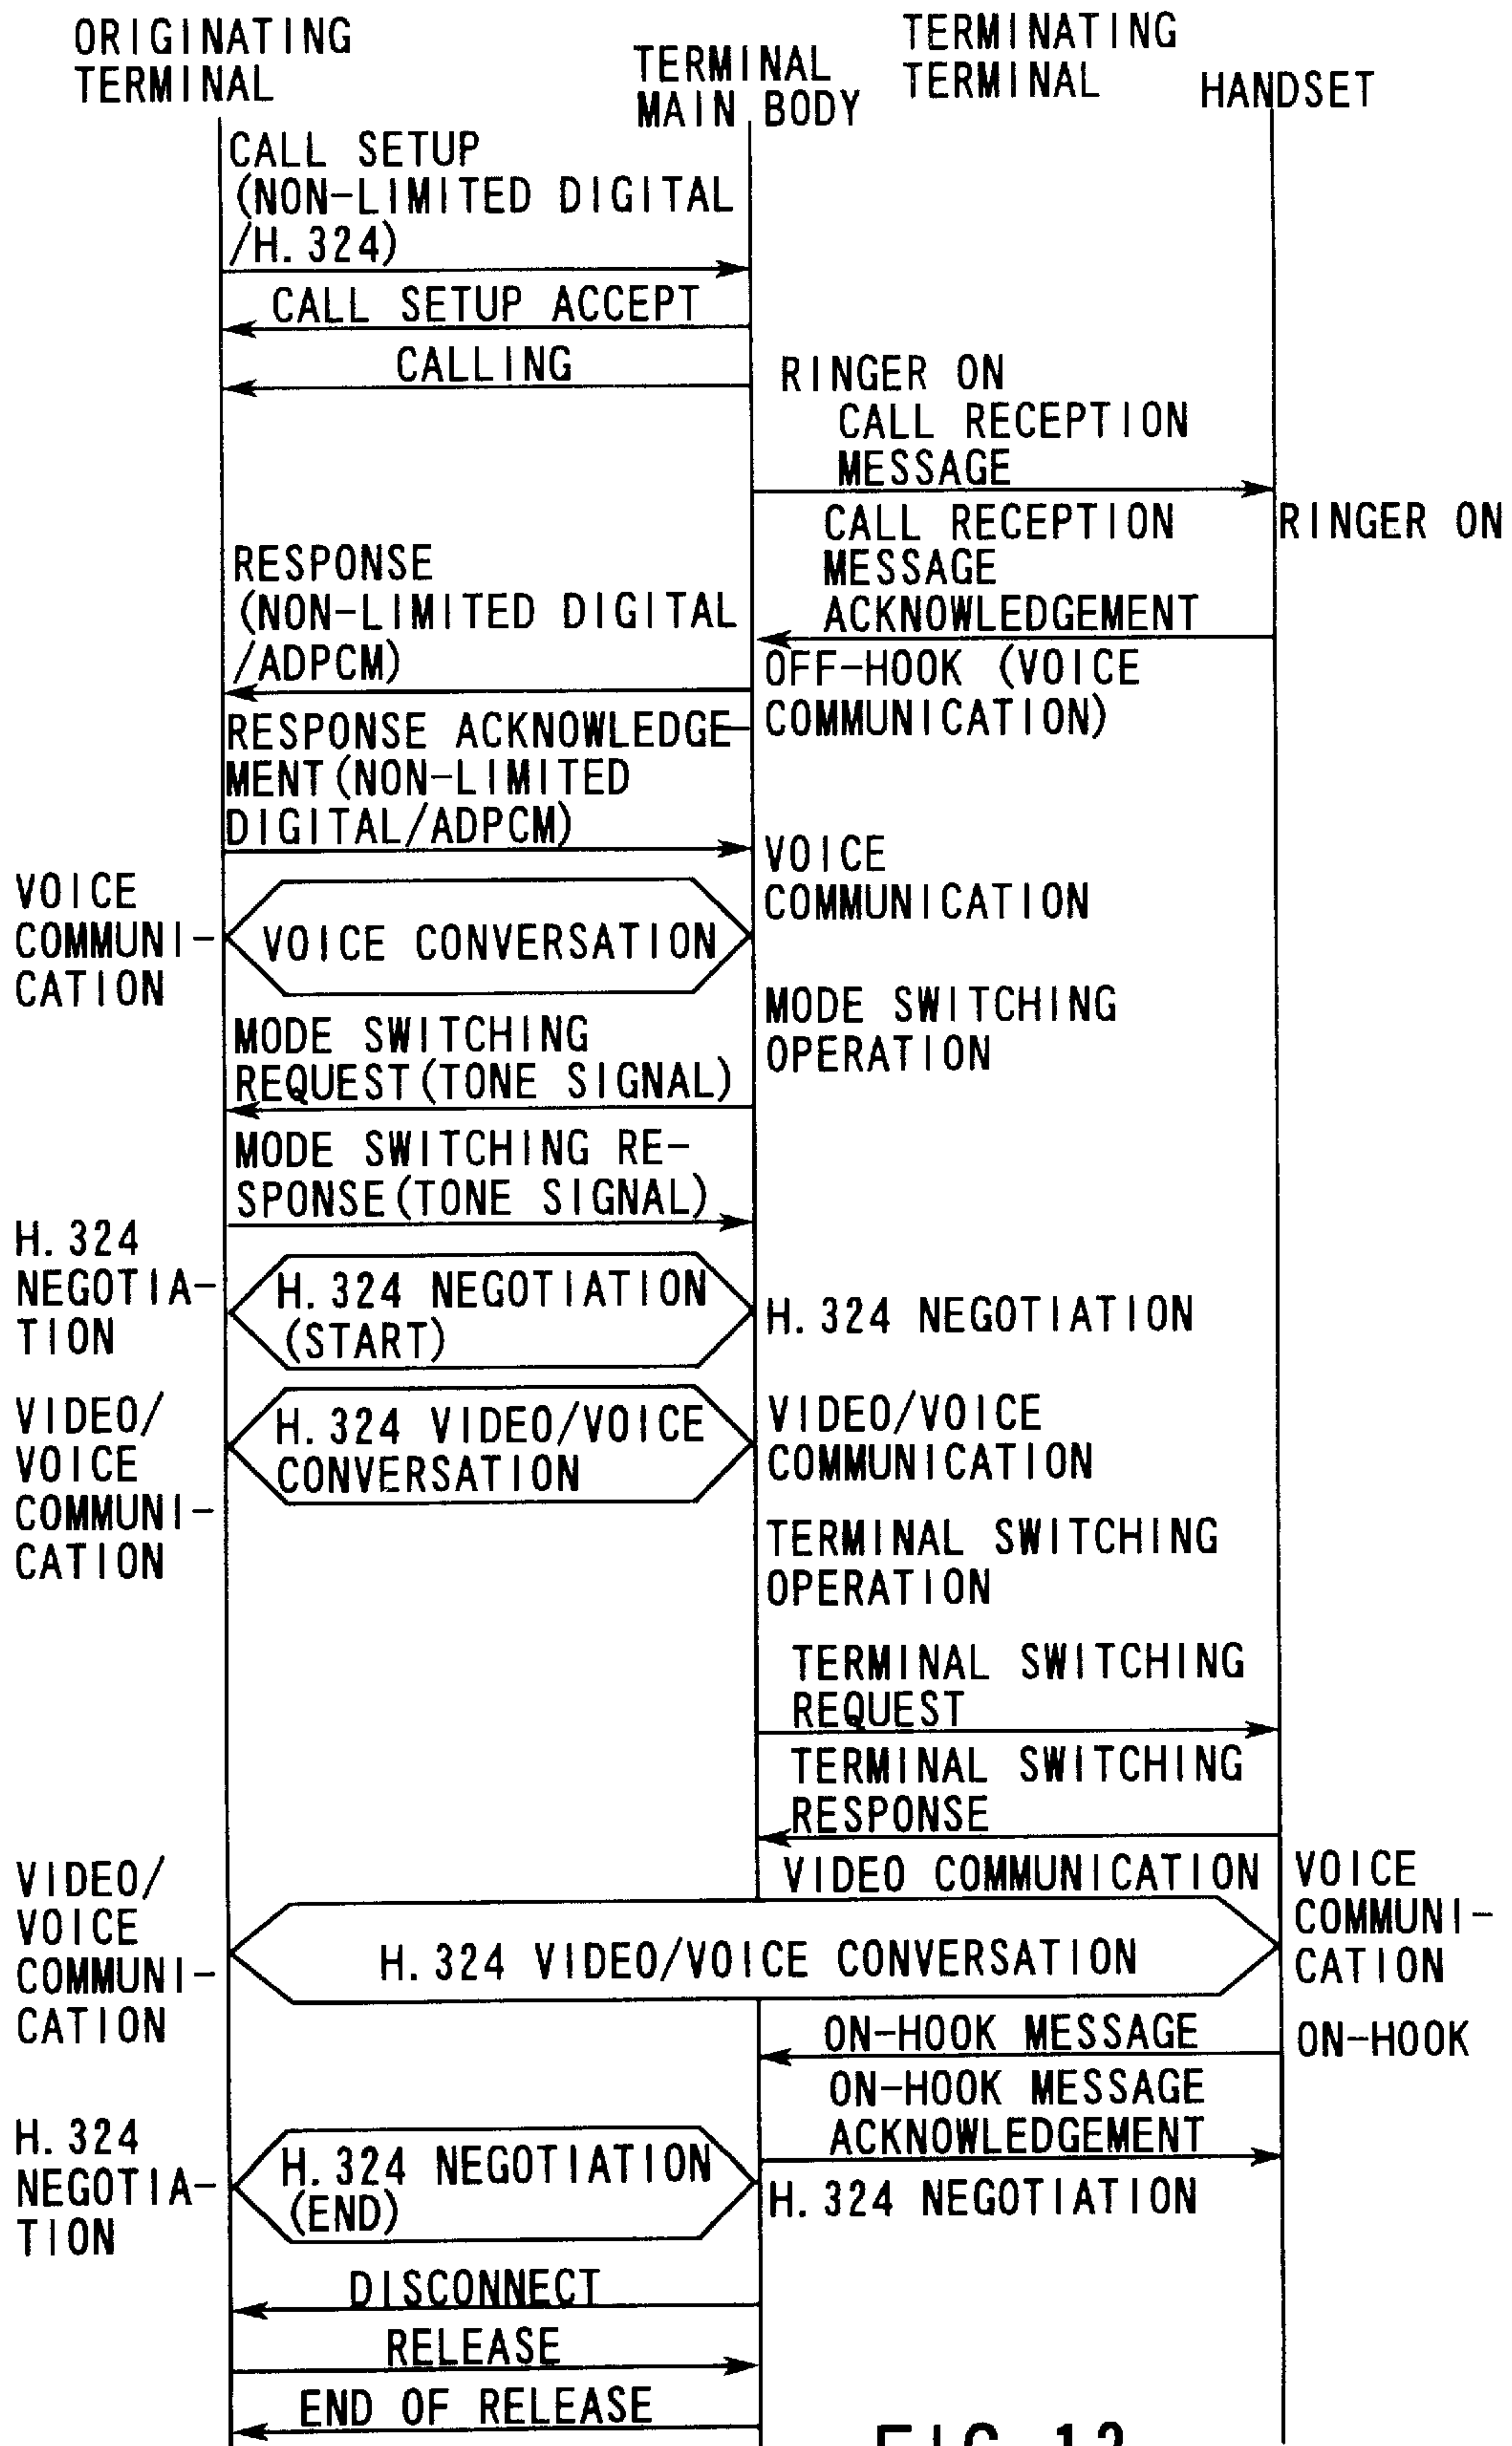 ORIGINATING
TERMINAL
TERMINAL
MAIN BODY
TERMINATING
TERMINAL
HANDSET
CALL SETUP
(NON-LIMITED DIGITAL
/H.324)
CALL SETUP ACCEPT
CALLING
RINGER ON
CALL RECEPTION
MESSAGE
CALL RECEPTION
MESSAGE
ACKNOWLEDGEMENT
RINGER ON
RESPONSE
(NON-LIMITED DIGITAL
/ADPCM)
OFF-HOOK (VOICE
COMMUNICATION)
RESPONSE ACKNOWLEDGE-
MENT(NON-LIMITED
DIGITAL/ADPCM)
VOICE
COMMUNICATION
VOICE
COMMUNI-
CATION
VOICE CONVERSATION
MODE SWITCHING
OPERATION
MODE SWITCHING
REQUEST(TONE SIGNAL)
MODE SWITCHING RE-
SPONSE(TONE SIGNAL)
H.324
NEGOTIA-
TION
H.324 NEGOTIATION
(START)
H.324 NEGOTIATION
VIDEO/
VOICE
COMMUNI-
CATION
H.324 VIDEO/VOICE
CONVERSATION
VIDEO/VOICE
COMMUNICATION
TERMINAL SWITCHING
OPERATION
TERMINAL SWITCHING
REQUEST
TERMINAL SWITCHING
RESPONSE
VIDEO/
VOICE
COMMUNI-
CATION
VIDEO COMMUNICATION
VOICE
COMMUNI-
CATION
H.324 VIDEO/VOICE CONVERSATION
ON-HOOK MESSAGE
ON-HOOK
ON-HOOK MESSAGE
ACKNOWLEDGEMENT
H.324
NEGOTIA-
TION
H.324 NEGOTIATION
(END)
H.324 NEGOTIATION
DISCONNECT
RELEASE
END OF RELEASE